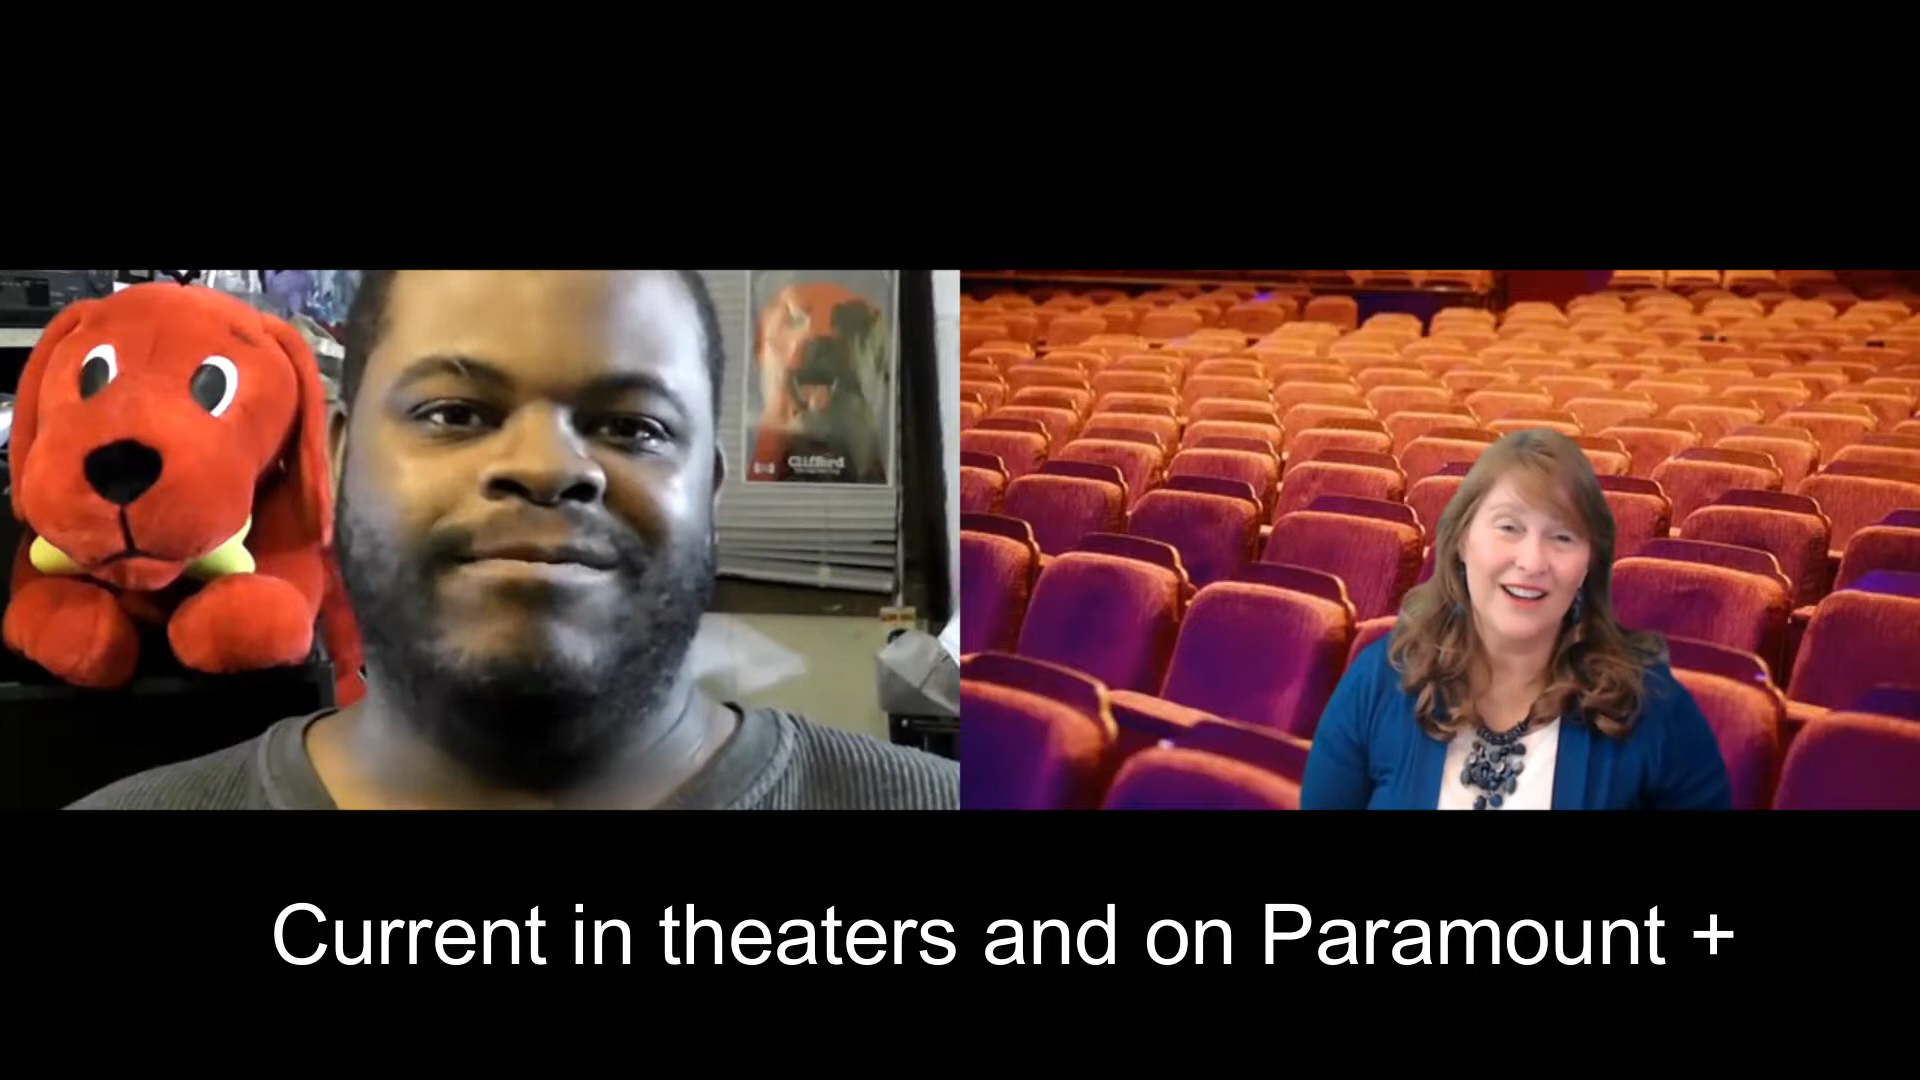 Clifford
Current in theaters and on Paramount +